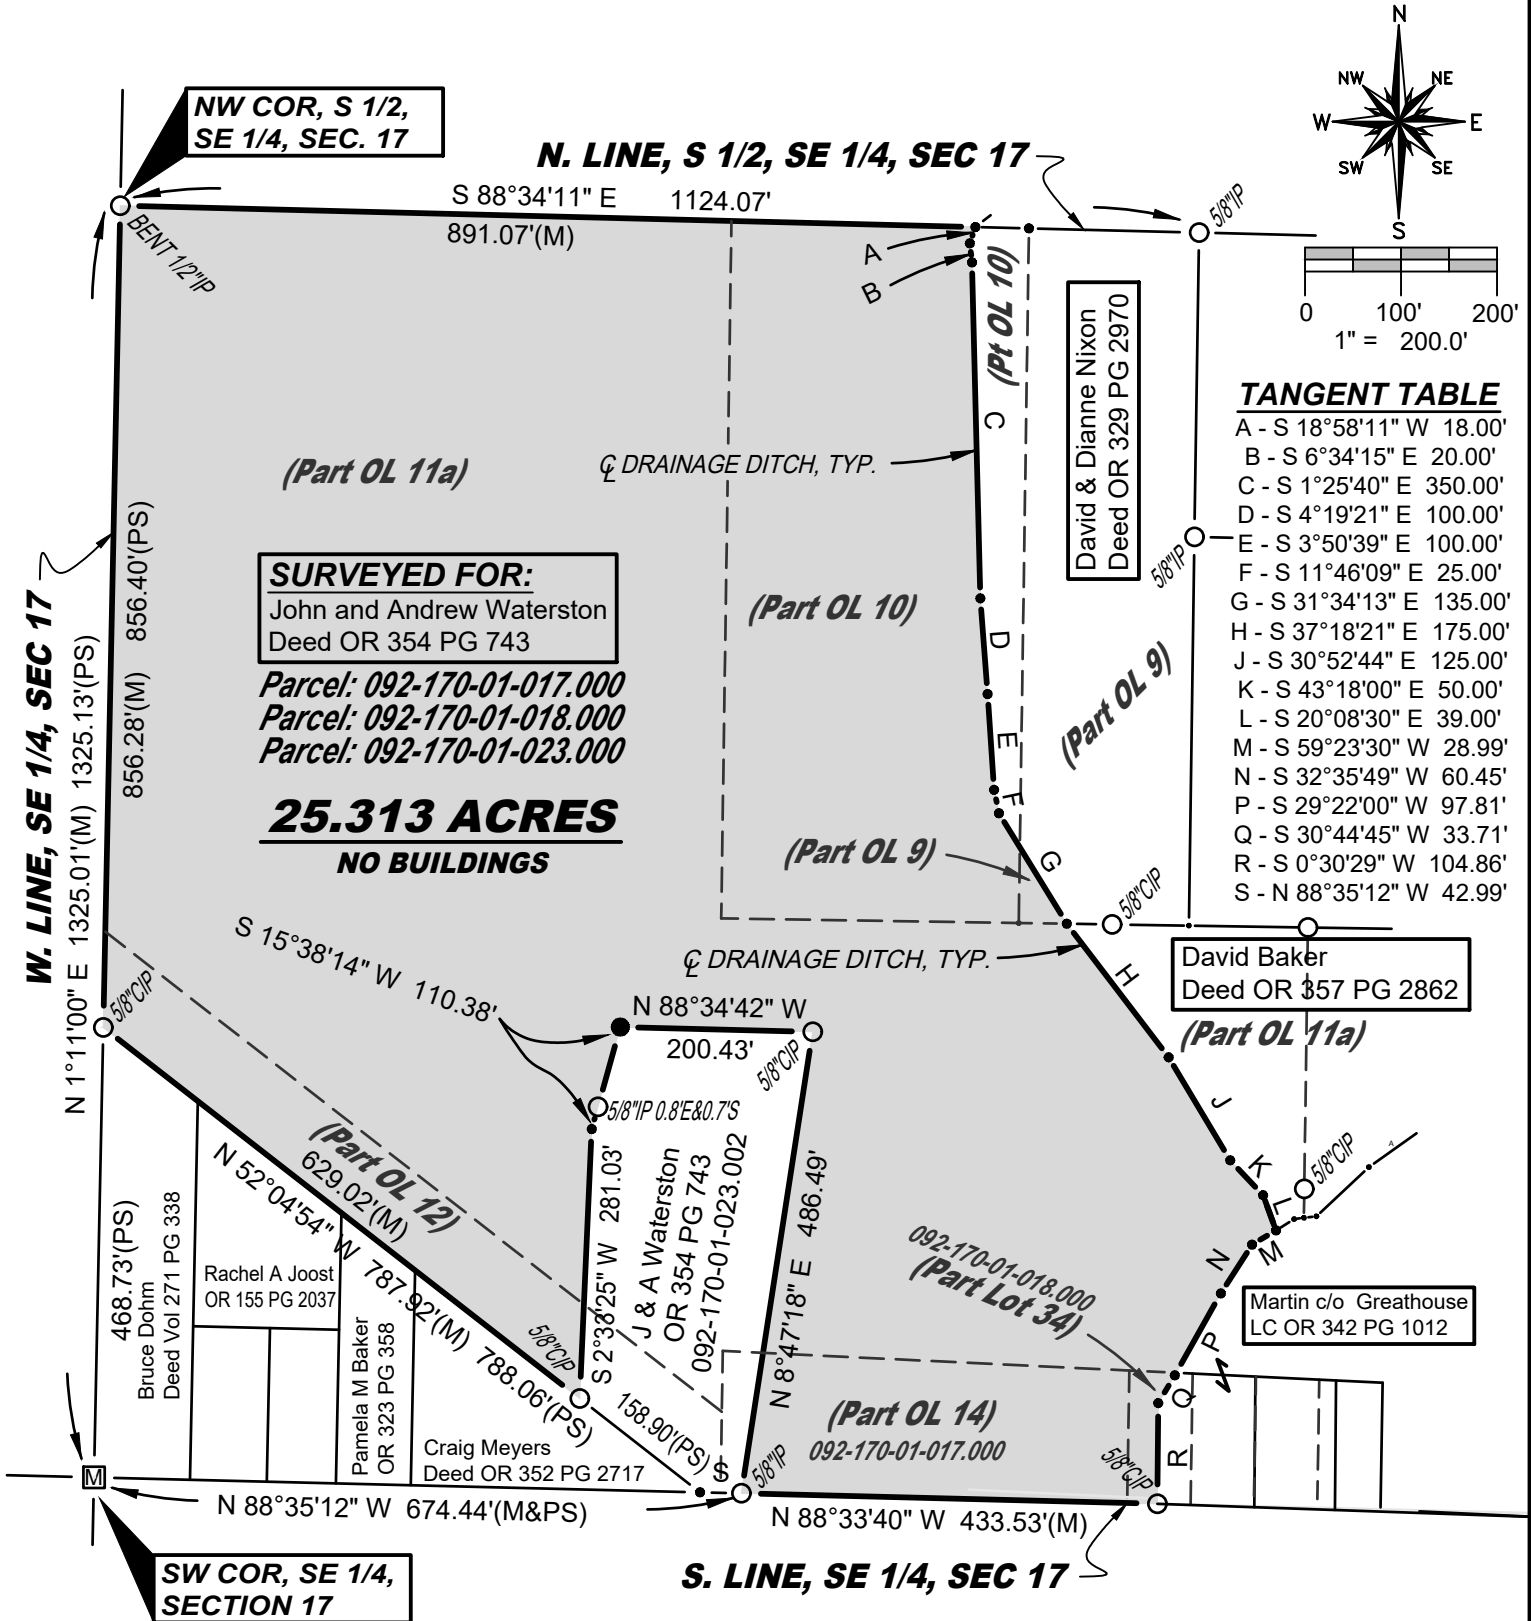 N
NW
NE
W
E
SW
SE
S
0
100'
200'
1" = 200.0'
NW COR, S 1/2,
SE 1/4, SEC. 17
N. LINE, S 1/2, SE 1/4, SEC 17
S 88°34'11" E 1124.07'
891.07'(M)
5/8"IP
BENT 1/2"IP
A
B
(Pt OL 10)
David & Dianne Nixon
Deed OR 329 PG 2970
TANGENT TABLE
A - S 18°58'11" W 18.00'
B - S 6°34'15" E 20.00'
C - S 1°25'40" E 350.00'
D - S 4°19'21" E 100.00'
E - S 3°50'39" E 100.00'
F - S 11°46'09" E 25.00'
G - S 31°34'13" E 135.00'
H - S 37°18'21" E 175.00'
J - S 30°52'44" E 125.00'
K - S 43°18'00" E 50.00'
L - S 20°08'30" E 39.00'
M - S 59°23'30" W 28.99'
N - S 32°35'49" W 60.45'
P - S 29°22'00" W 97.81'
Q - S 30°44'45" W 33.71'
R - S 0°30'29" W 104.86'
S - N 88°35'12" W 42.99'
C
(Part OL 11a)
℄ DRAINAGE DITCH, TYP.
5/8"IP
W. LINE, SE 1/4, SEC 17
N 1°11'00" E 1325.01'(M) 1325.13'(PS)
856.28'(M) 856.40'(PS)
SURVEYED FOR:
John and Andrew Waterston
Deed OR 354 PG 743
Parcel: 092-170-01-017.000
Parcel: 092-170-01-018.000
Parcel: 092-170-01-023.000
25.313 ACRES
NO BUILDINGS
(Part OL 10)
D
E
F
(Part OL 9)
(Part OL 9)
G
5/8"CIP
℄ DRAINAGE DITCH, TYP.
H
David Baker
Deed OR 357 PG 2862
(Part OL 11a)
S 15°38'14" W 110.38'
5/8"CIP
N 88°34'42" W
200.43'
5/8"CIP
5/8"IP 0.8'E&0.7'S
J
K
L
5/8"CIP
M
N
P
Q
R
(Part OL 12)
629.02'(M)
N 52°04'54" W 787.92'(M) 788.06'(PS)
S 2°38'25" W 281.03'
J & A Waterston
OR 354 PG 743
092-170-01-023.002
N 8°47'18" E 486.49'
092-170-01-018.000
(Part Lot 34)
Martin c/o Greathouse
LC OR 342 PG 1012
468.73'(PS)
Bruce Dohm
Deed Vol 271 PG 338
Rachel A Joost
OR 155 PG 2037
Pamela M Baker
OR 323 PG 358
Craig Meyers
Deed OR 352 PG 2717
5/8"CIP
158.90'(PS)
S
5/8"IP
(Part OL 14)
092-170-01-017.000
5/8"CIP
M
N 88°35'12" W 674.44'(M&PS)
N 88°33'40" W 433.53'(M)
SW COR, SE 1/4,
SECTION 17
S. LINE, SE 1/4, SEC 17